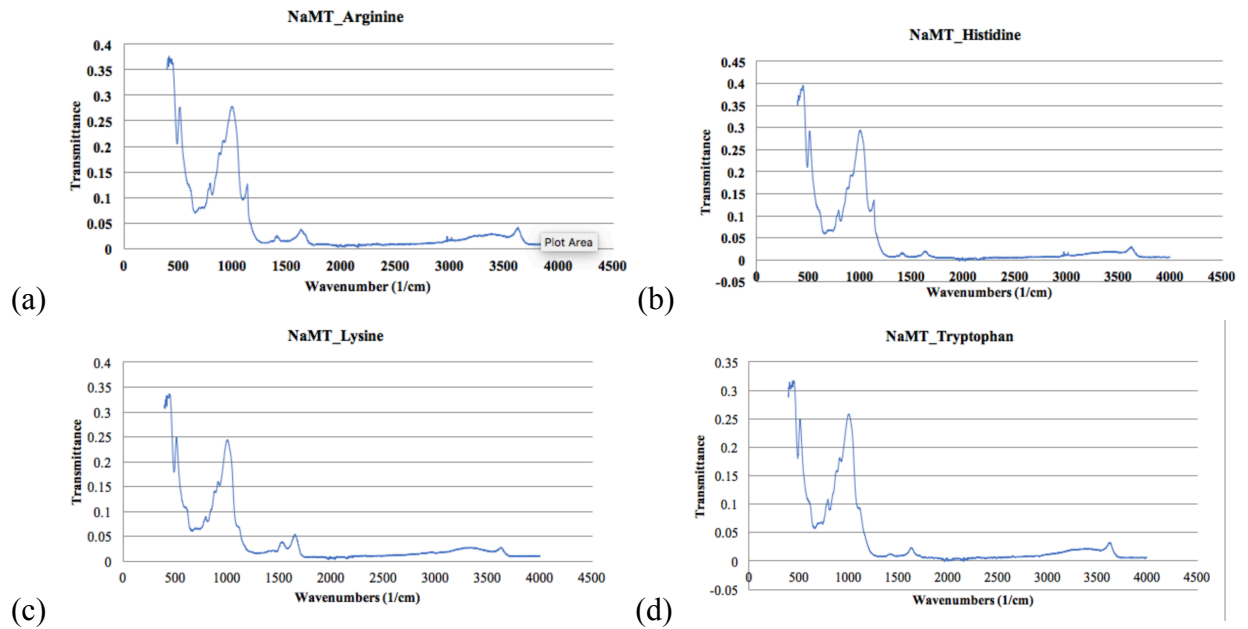 NaMT_Arginine
0.4
0.35
0.3
0.25
0.2
0.15
0.1
0.05
0
Transmittance
0 500 1000 1500 2000 2500 3000 3500 4000 4500
Wavenumber (1/cm)
Plot Area
(a)
NaMT_Histidine
0.45
0.4
0.35
0.3
0.25
0.2
0.15
0.1
0.05
0
-0.05
Transmittance
0 500 1000 1500 2000 2500 3000 3500 4000 4500
Wavenumbers (1/cm)
(b)
NaMT_Lysine
0.4
0.35
0.3
0.25
0.2
0.15
0.1
0.05
0
Transmittance
0 500 1000 1500 2000 2500 3000 3500 4000 4500
Wavenumbers (1/cm)
(c)
NaMT_Tryptophan
0.35
0.3
0.25
0.2
0.15
0.1
0.05
0
-0.05
Transmittance
500 1000 1500 2000 2500 3000 3500 4000 4500
Wavenumbers (1/cm)
(d)